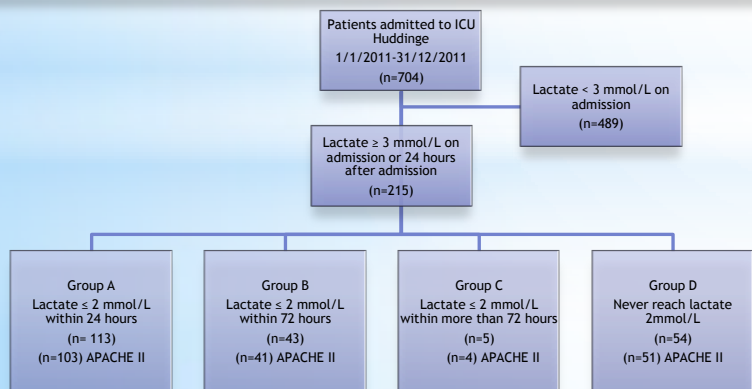 Patients admitted to ICU
Huddinge
1/1/2011-31/12/2011
(n=704)
Lactate < 3 mmol/L on
admission
(n=489)
Lactate ≥ 3 mmol/L on
admission or 24 hours
after admission
(n=215)
Group A
Lactate ≤ 2 mmol/L
within 24 hours
(n= 113)
(n=103) APACHE II
Group B
Lactate ≤ 2 mmol/L
within 72 hours
(n=43)
(n=41) APACHE II
Group C
Lactate ≤ 2 mmol/L
within more than 72 hours
(n=5)
(n=4) APACHE II
Group D
Never reach lactate
2mmol/L
(n=54)
(n=51) APACHE II